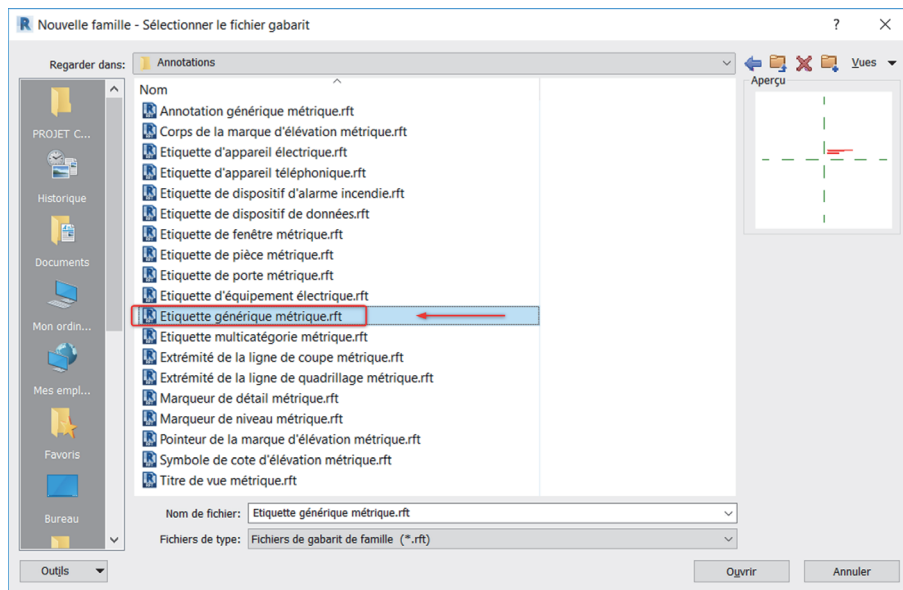 Nouvelle famille - Sélectionner le fichier gabarit
Regarder dans: Annotations Vues
Aperçu
Nom
Annotation générique métrique.rft
Corps de la marque d'élévation métrique.rft
Etiquette d'appareil électrique.rft
Etiquette d'appareil téléphonique.rft
Etiquette de dispositif d'alarme incendie.rft
Etiquette de dispositif de données.rft
Etiquette de fenêtre métrique.rft
Etiquette de pièce métrique.rft
Etiquette de porte métrique.rft
Etiquette d'équipement électrique.rft
Etiquette générique métrique.rft
Etiquette multicatégorie métrique.rft
Extrémité de la ligne de coupe métrique.rft
Extrémité de la ligne de quadrillage métrique.rft
Marqueur de détail métrique.rft
Marqueur de niveau métrique.rft
Pointeur de la marque d'élévation métrique.rft
Symbole de cote d'élévation métrique.rft
Titre de vue métrique.rft
PROJET C...
Historique
Documents
Mon ordin...
Mes empl...
Favoris
Bureau
Nom de fichier: Etiquette générique métrique.rft
Fichiers de type: Fichiers de gabarit de famille (*.rft)
Outils
Ouvrir
Annuler